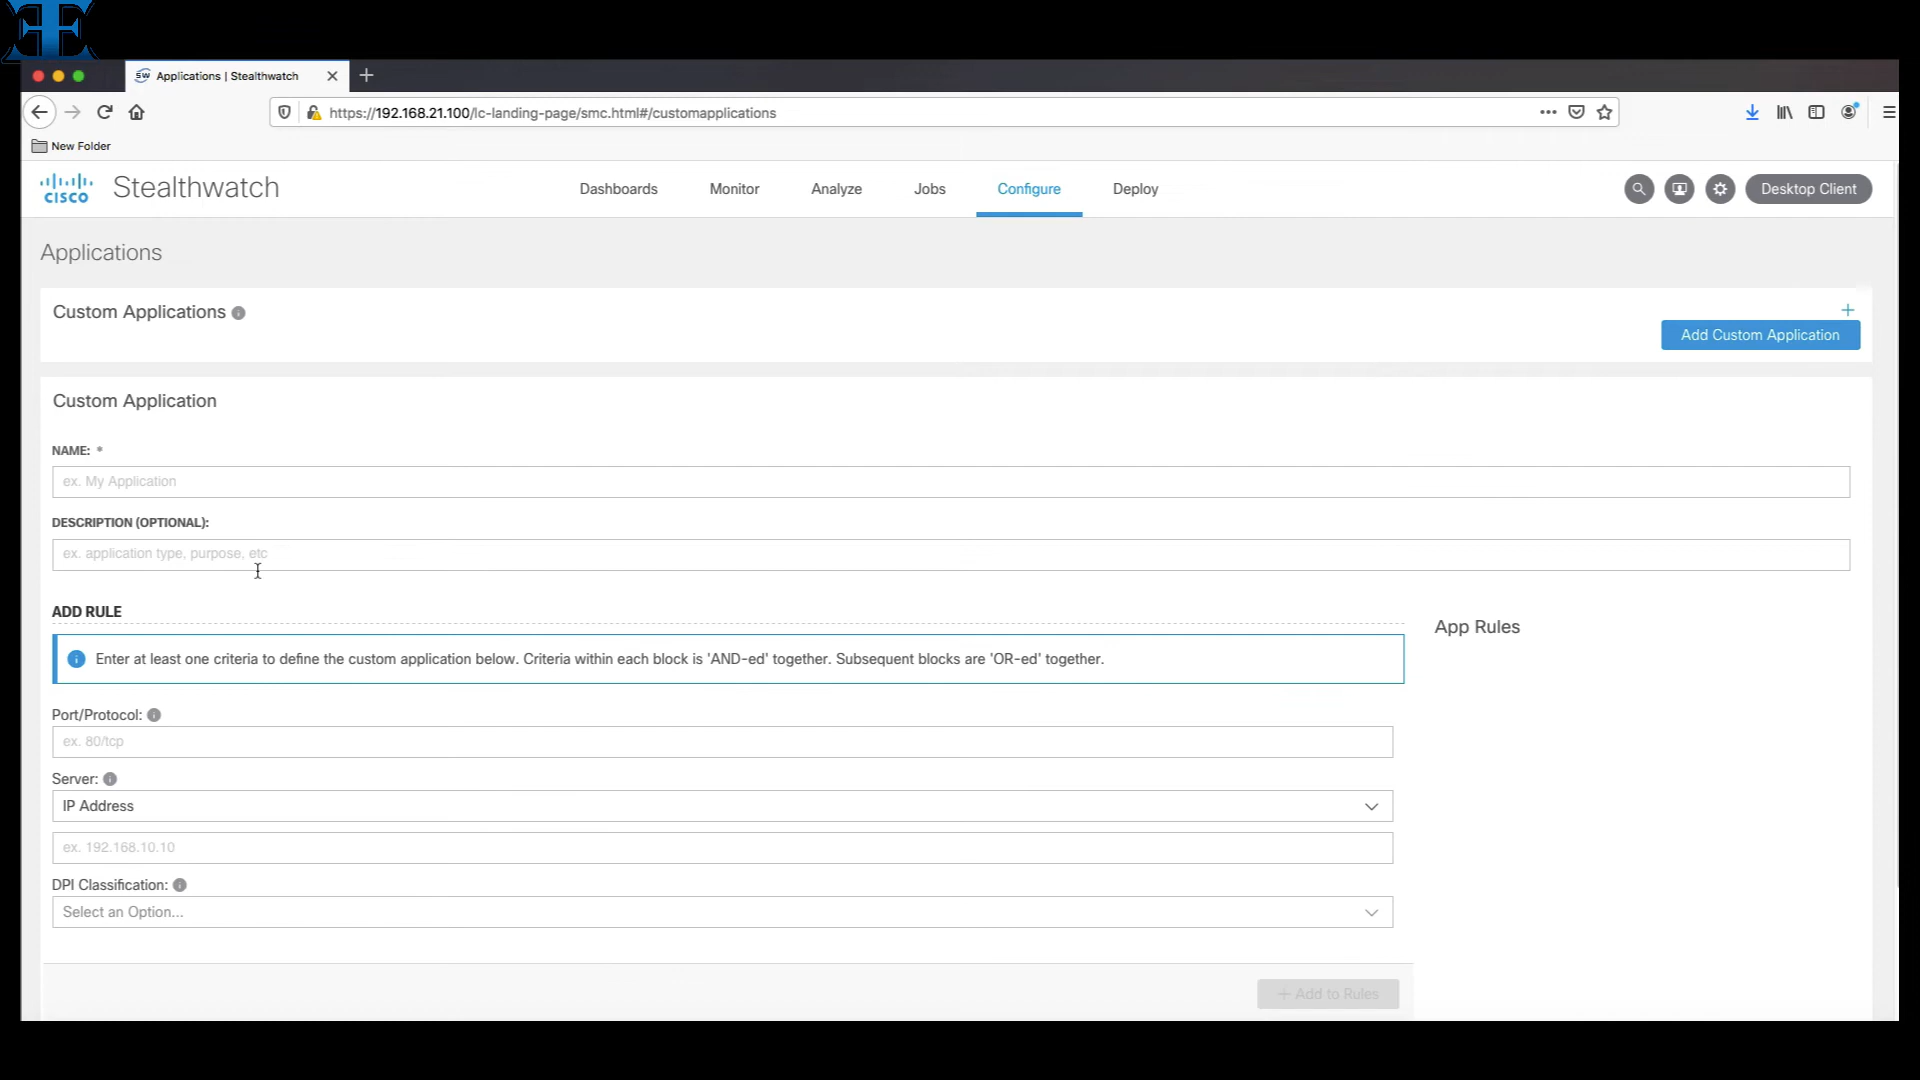 Applications | Stealthwatch
https://192.168.21.100/lc-landing-page/smc.html#/customapplications
New Folder
CISCO Stealthwatch Dashboards Monitor Analyze Jobs Configure Deploy Desktop Client
Applications
Custom Applications
Add Custom Application
Custom Application
NAME: *
ex. My Application
DESCRIPTION (OPTIONAL):
ex. application type, purpose, etc
ADD RULE
App Rules
Enter at least one criteria to define the custom application below. Criteria within each block is 'AND-ed' together. Subsequent blocks are 'OR-ed' together.
Port/Protocol:
ex. 80/tcp
Server:
IP Address
ex. 192.168.10.10
DPI Classification:
Select an Option...
+ Add to Rules